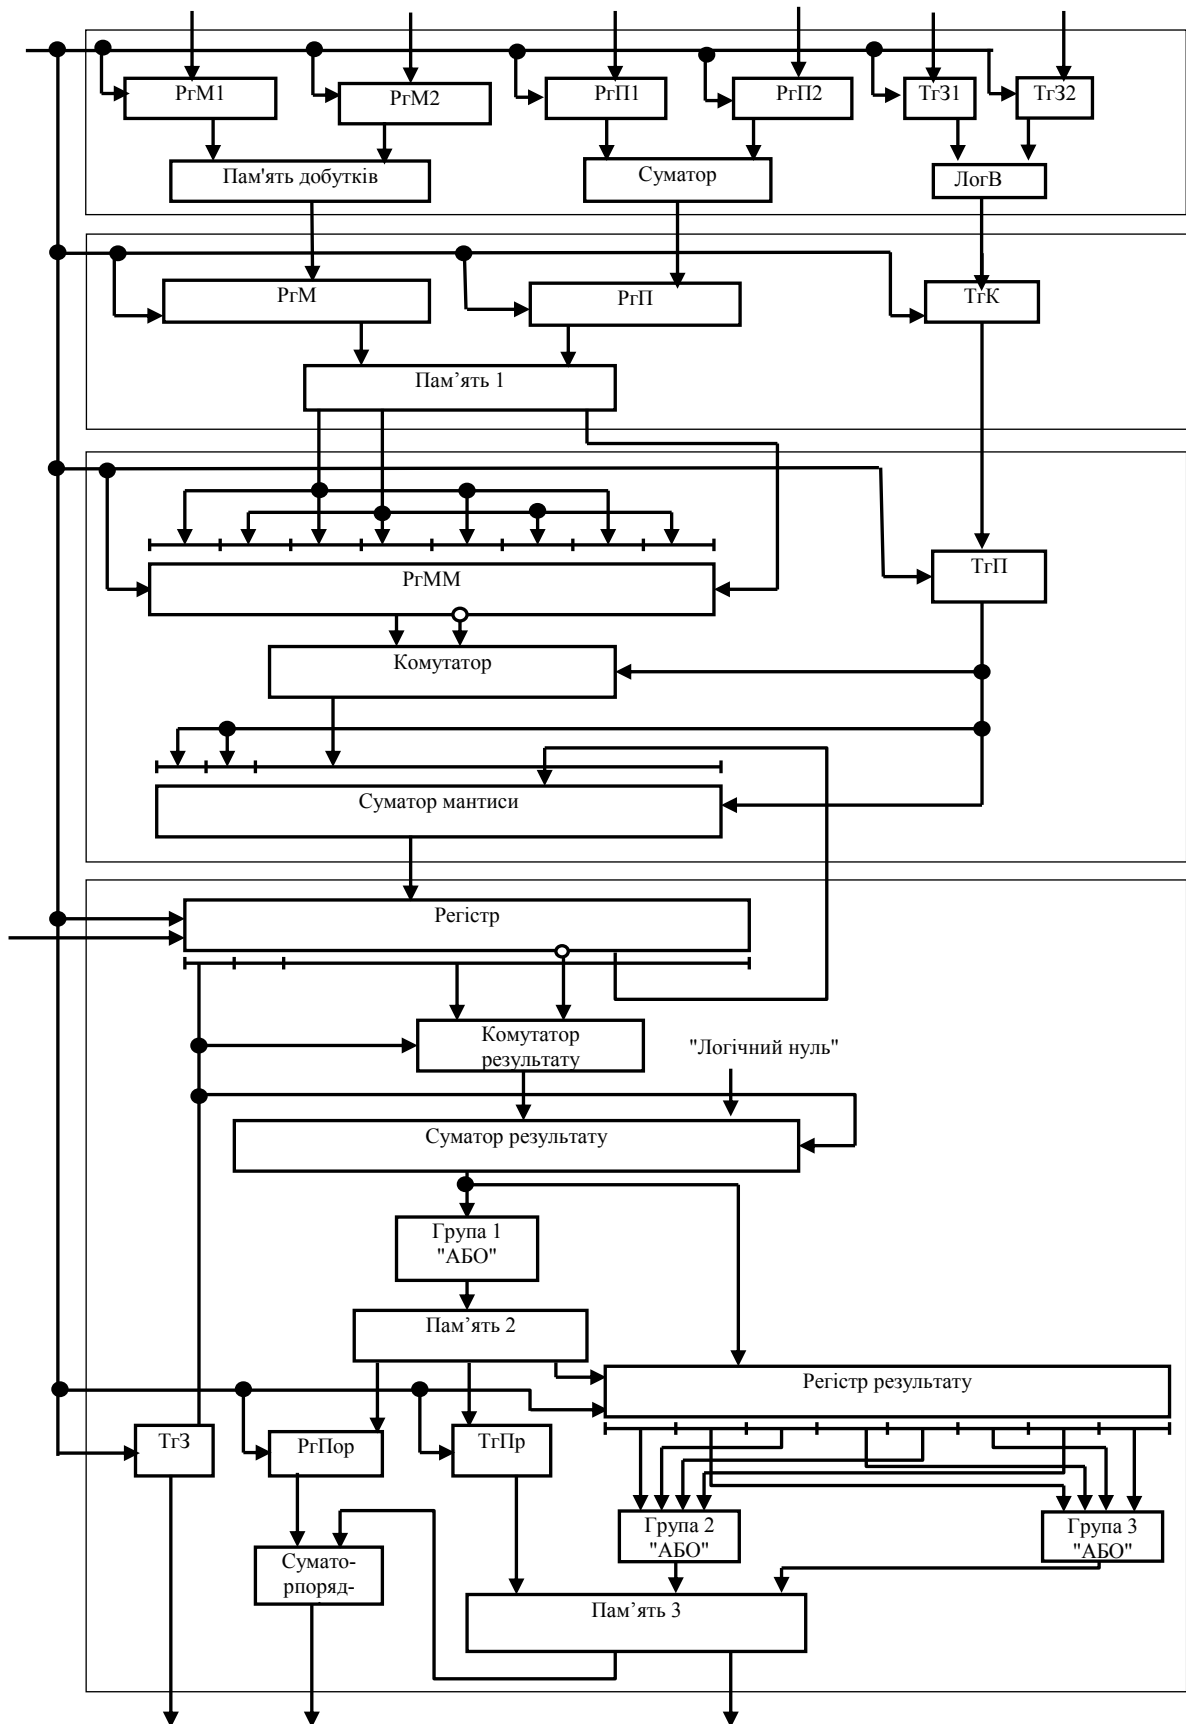 РгМ1
РгМ2
РгП1
РгП2
ТгЗ1
ТгЗ2
Пам'ять добутків
Суматор
ЛогВ
РгМ
РгП
ТгК
Пам’ять 1
РгММ
ТгП
Комутатор
Суматор мантиси
Регістр
Комутатор
результату
"Логічний нуль"
Суматор результату
Група 1
"АБО"
Пам’ять 2
Регістр результату
ТгЗ
РгПор
ТгПр
Група 2
"АБО"
Група 3
"АБО"
Сумато-
рпоряд-
Пам’ять 3